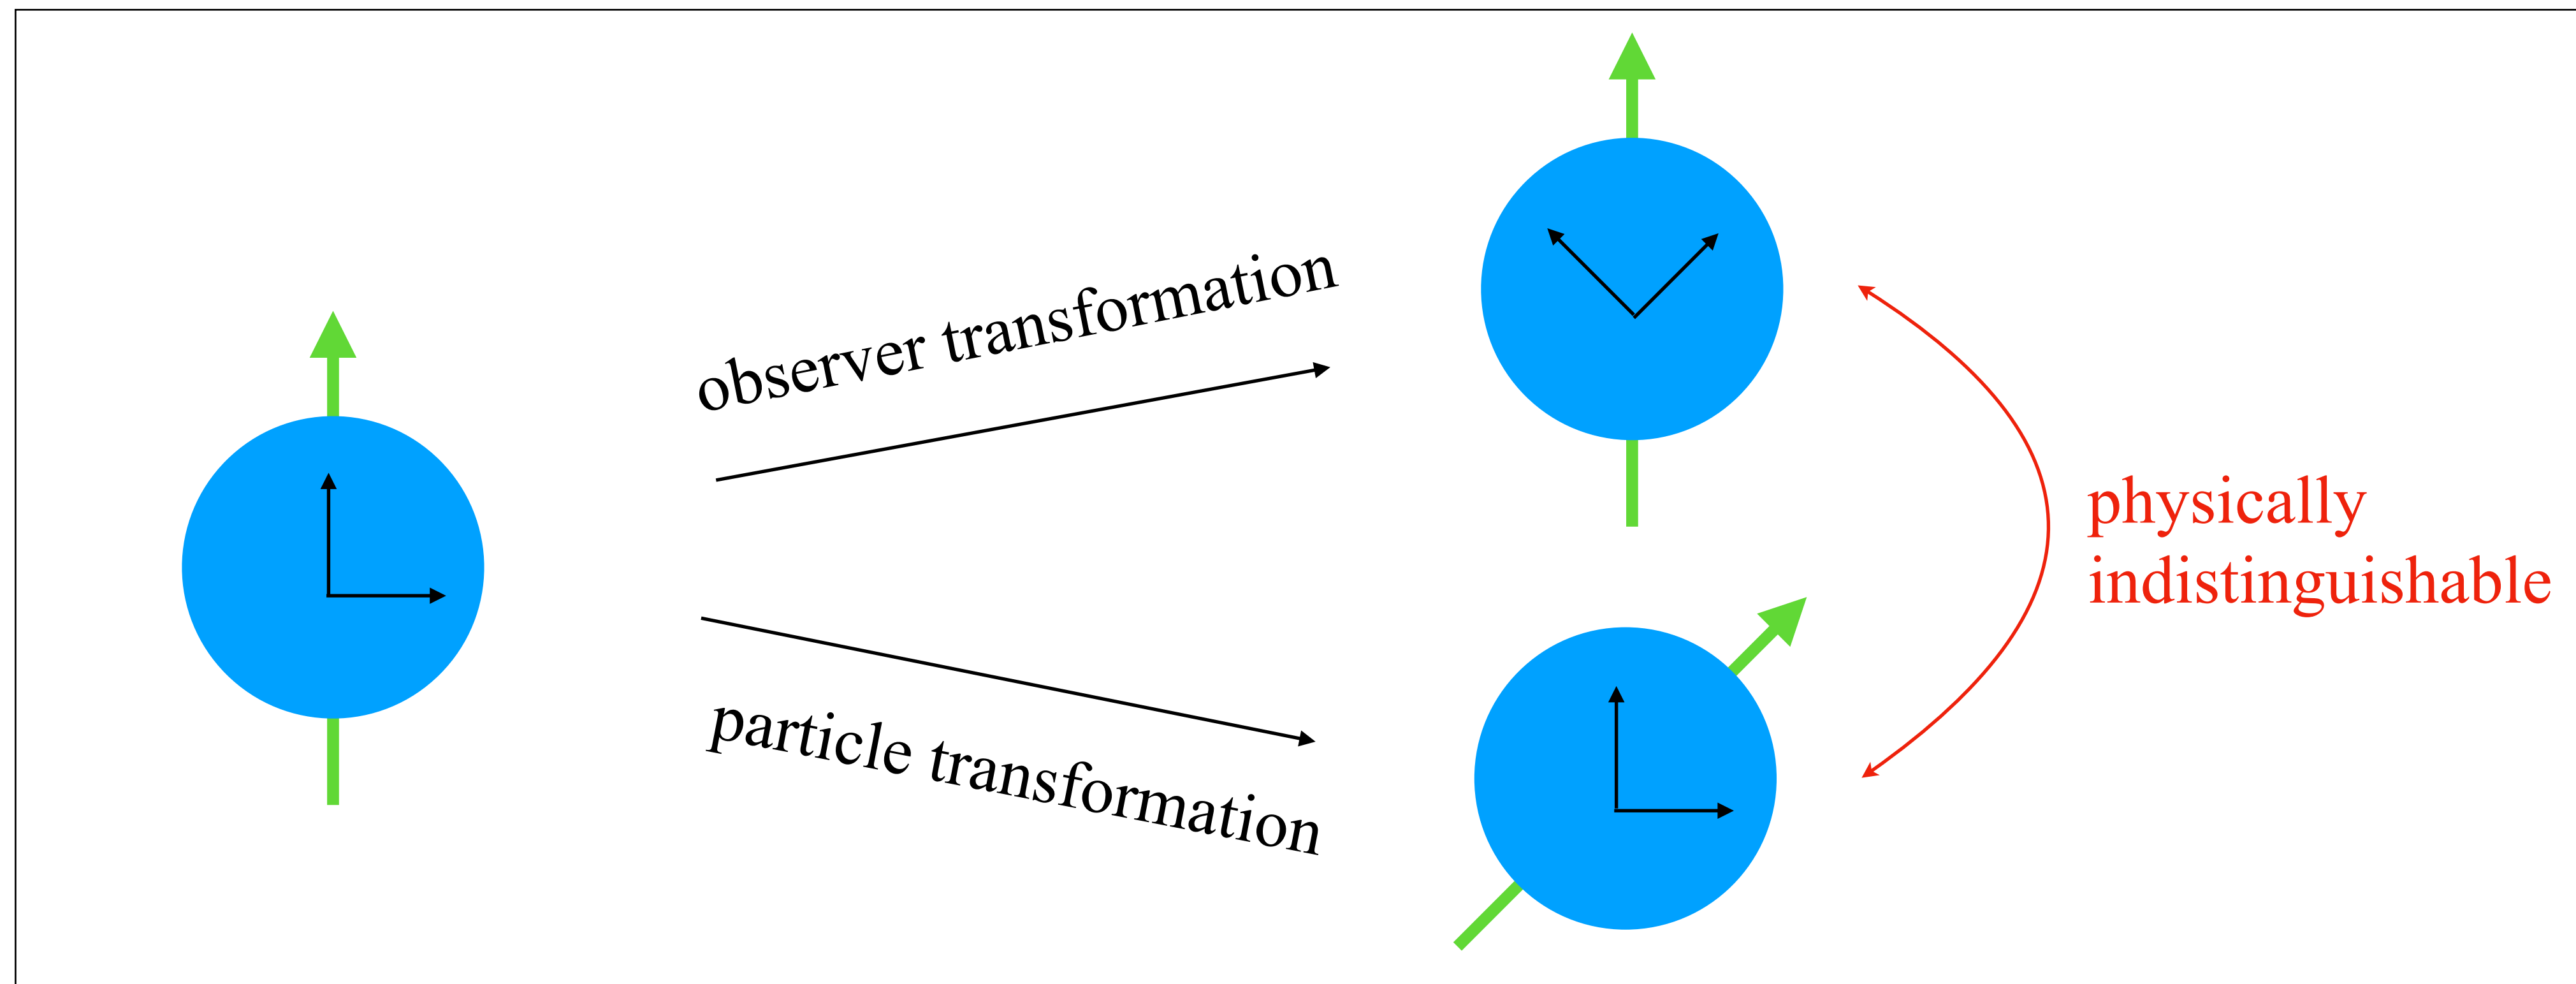 observer transformation
particle transformation
physically
indistinguishable